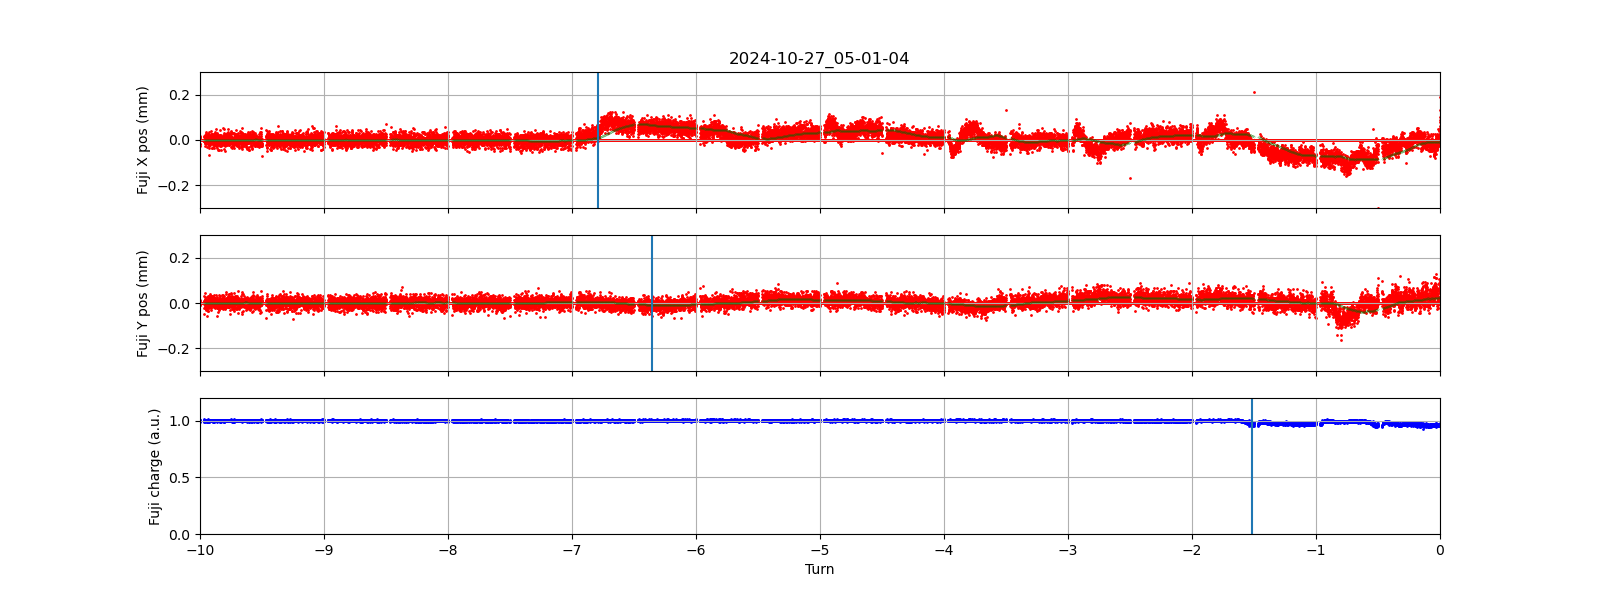 2024-10-27_05-01-04
Fuji X pos (mm)
0.2
0.0
−0.2
Fuji Y pos (mm)
0.2
0.0
−0.2
Fuji charge (a.u.)
1.0
0.5
0.0
−10 −9 −8 −7 −6 −5 −4 −3 −2 −1 0
Turn